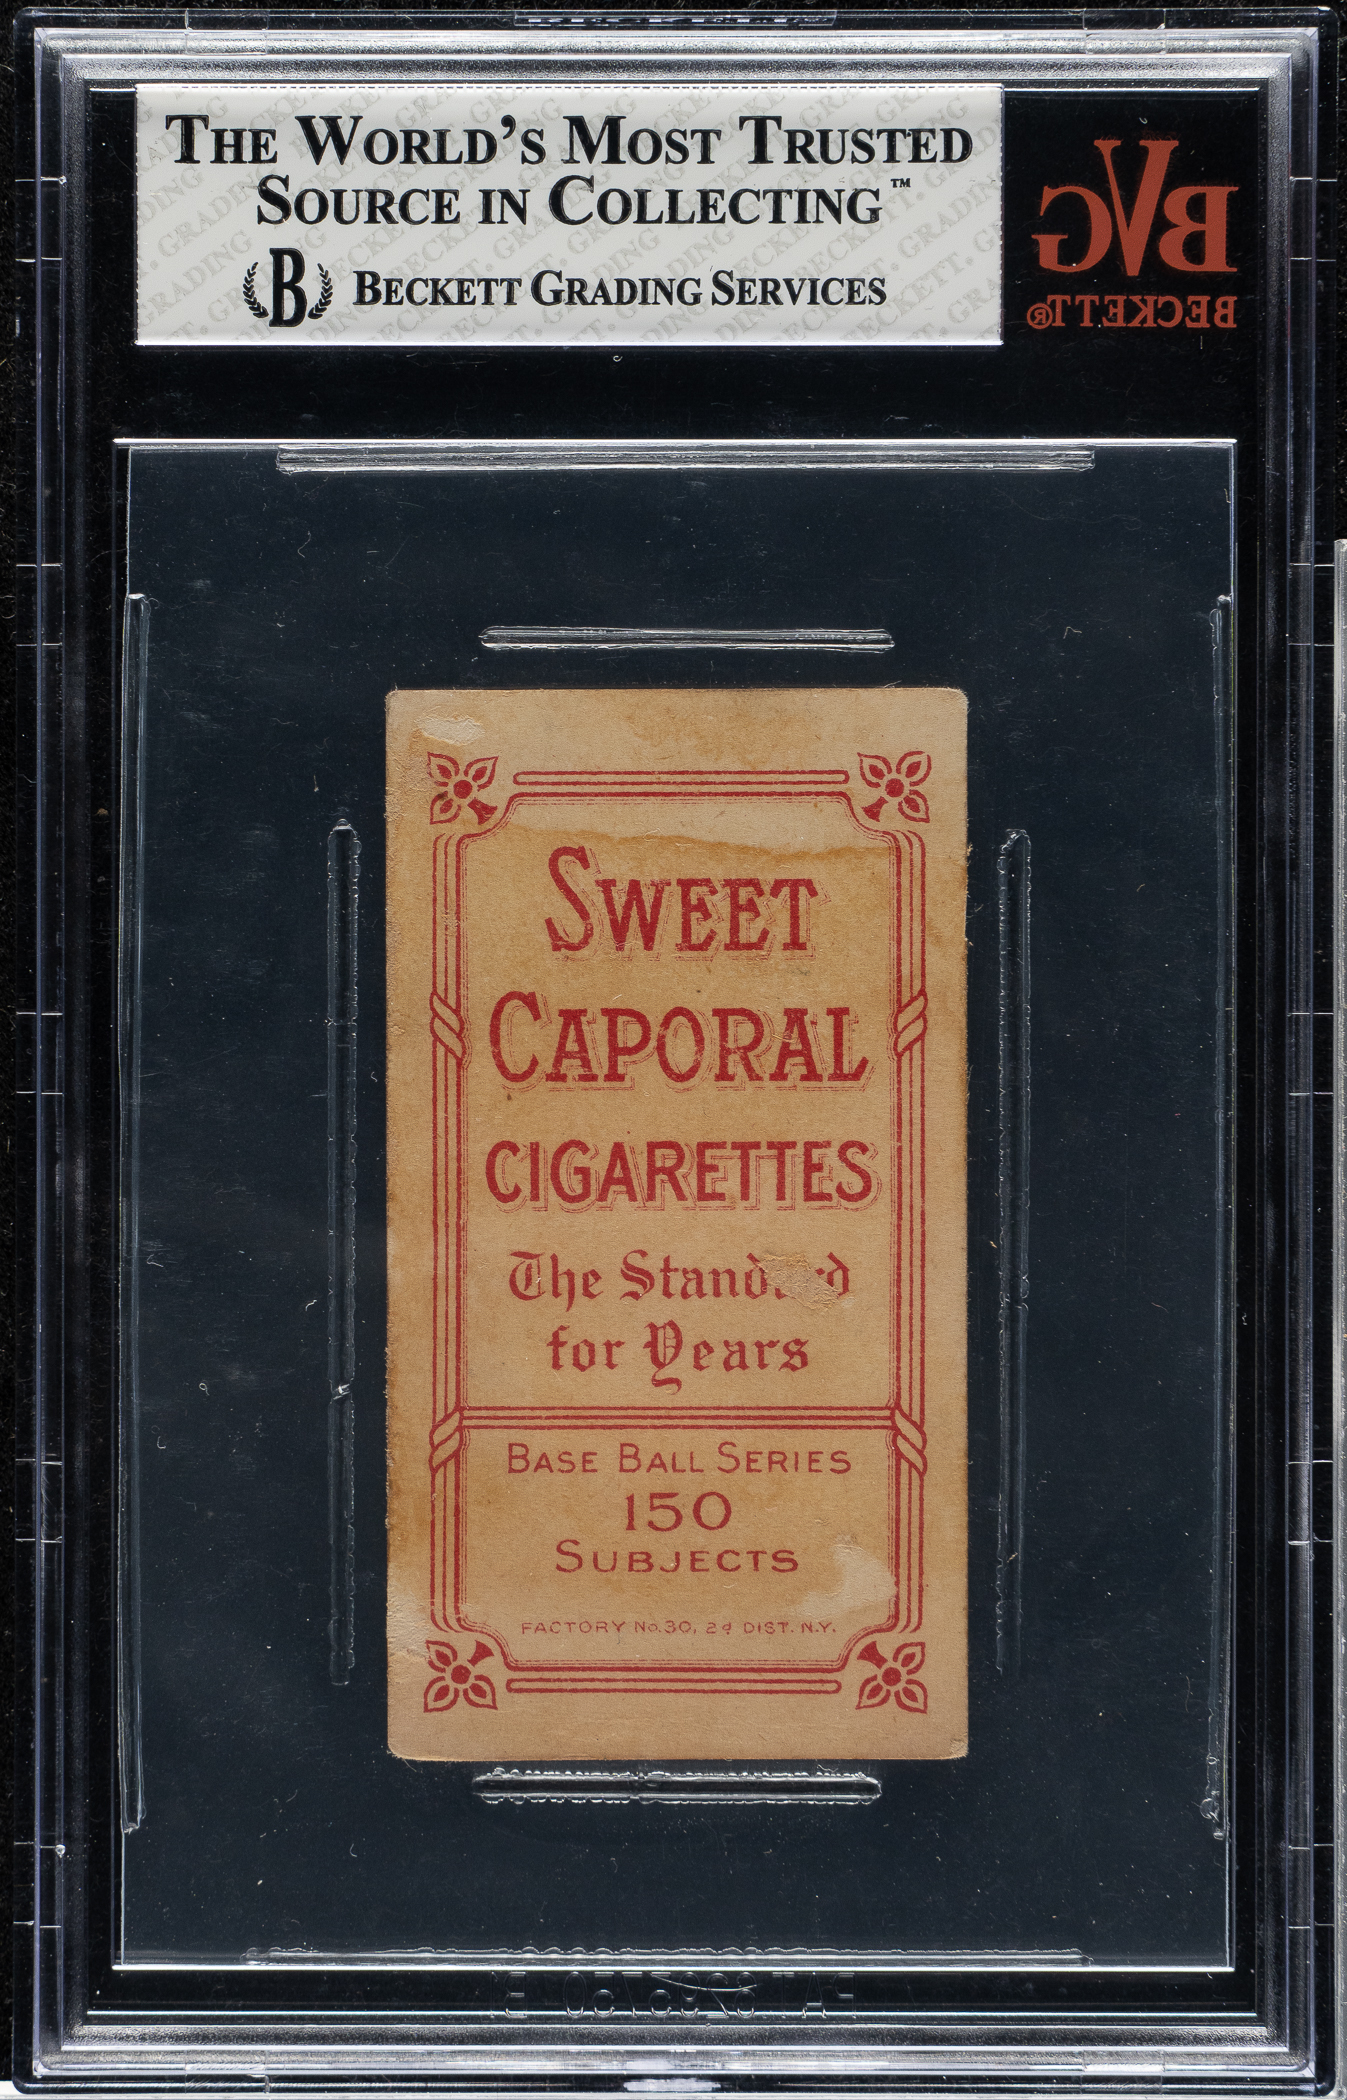 THE WORLD'S MOST TRUSTED
SOURCE IN COLLECTING™
B BECKETT GRADING SERVICES
BVG
BECKETT®
SWEET
CAPORAL
CIGARETTES
The Standard
for Years
BASE BALL SERIES
150
SUBJECTS
FACTORY No. 30, 2d DIST. N.Y.